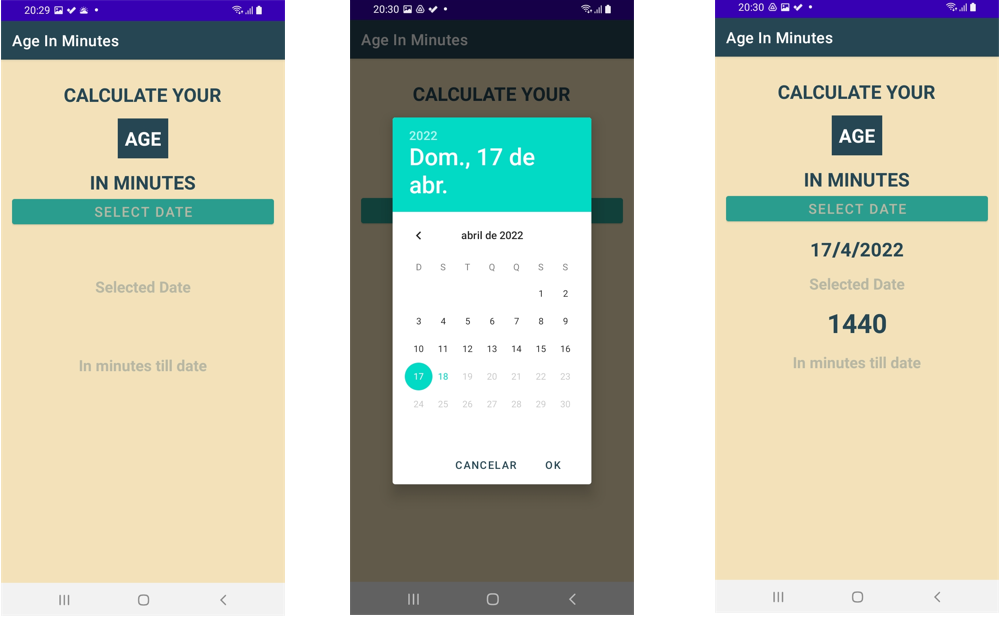 20:29
Age In Minutes
CALCULATE YOUR
AGE
IN MINUTES
SELECT DATE
Selected Date
In minutes till date
20:30
Age In Minutes
CALCULATE YOUR
2022
Dom., 17 de
abr.
abril de 2022
D S T Q Q S S
1 2
3 4 5 6 7 8 9
10 11 12 13 14 15 16
17 18 19 20 21 22 23
24 25 26 27 28 29 30
CANCELAR OK
20:30
Age In Minutes
CALCULATE YOUR
AGE
IN MINUTES
SELECT DATE
17/4/2022
Selected Date
1440
In minutes till date